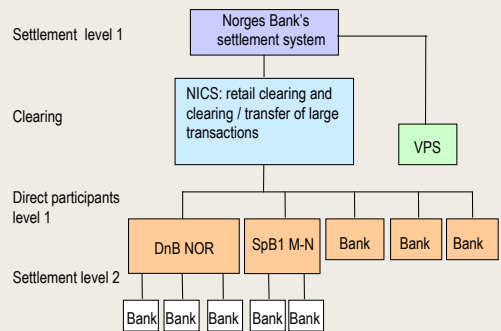 Settlement level 1
Norges Bank's
settlement system
Clearing
NICS: retail clearing and
clearing / transfer of large
transactions
VPS
Direct participants
level 1
DnB NOR
SpB1 M-N
Bank
Bank
Bank
Settlement level 2
Bank
Bank
Bank
Bank
Bank